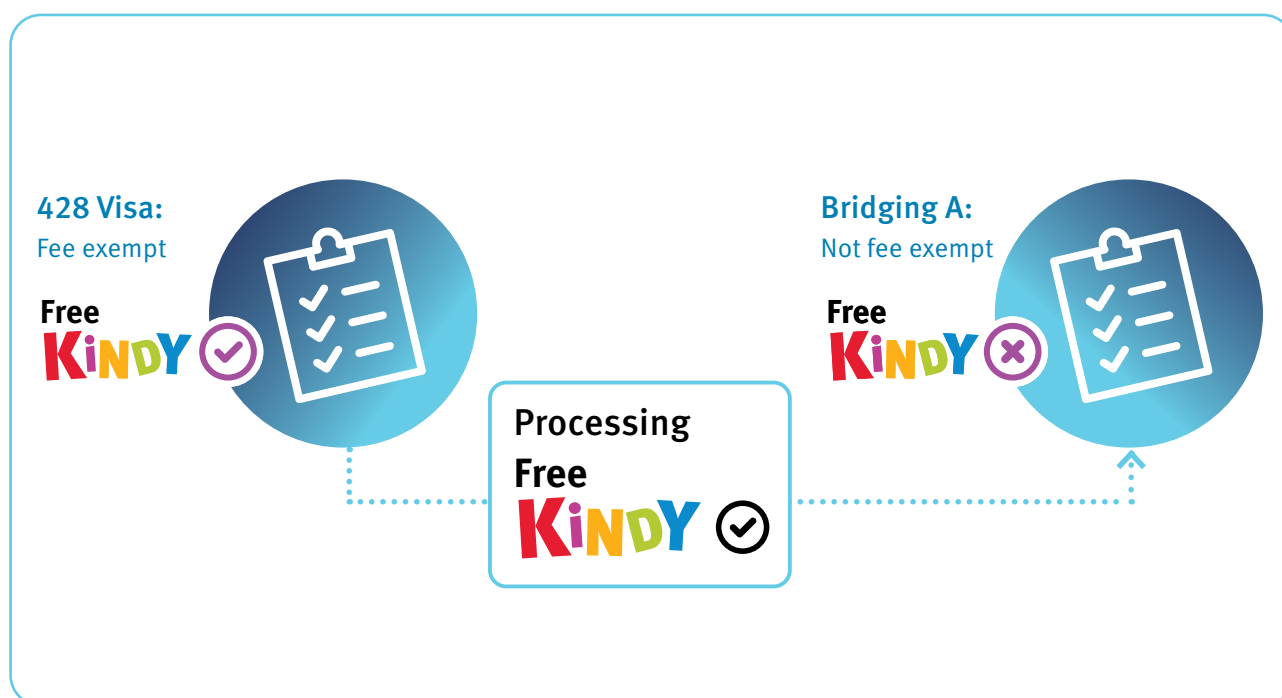 428 Visa:
Fee exempt
Free
KiNDY
Processing
Free
KiNDY
Bridging A:
Not fee exempt
Free
KiNDY